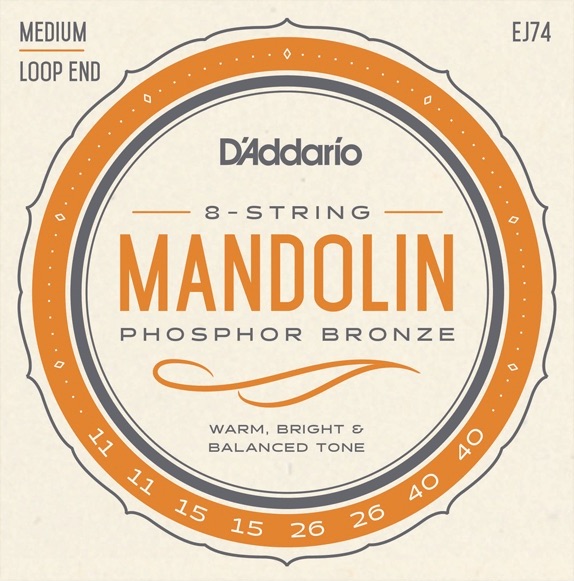 MEDIUM
LOOP END
EJ74
D'Addario
8-STRING
MANDOLIN
PHOSPHOR BRONZE
WARM, BRIGHT &
BALANCED TONE
11 11 15 15 26 26 40 40